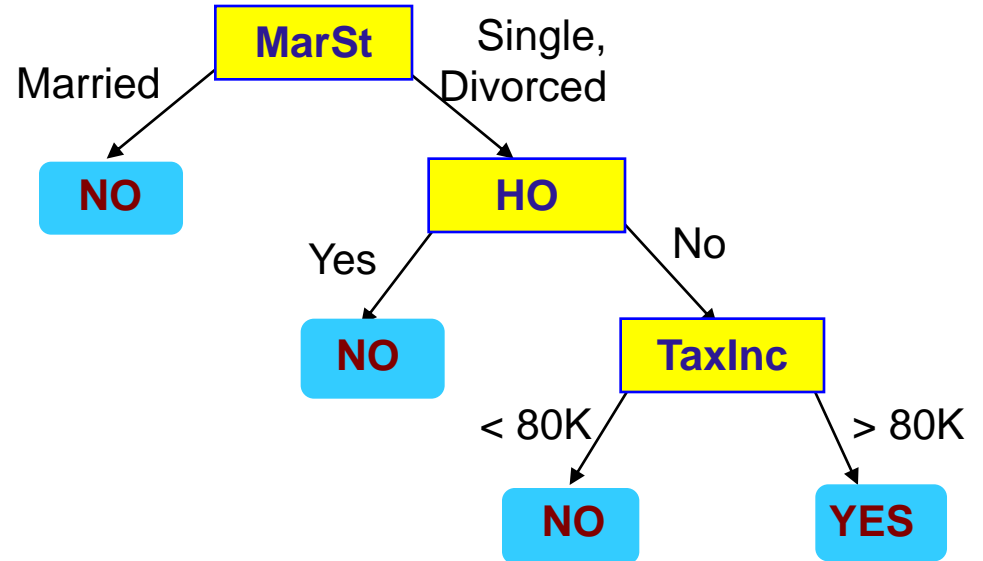 MarSt
Single,
Married
Divorced
NO
HO
Yes
No
NO
TaxInc
< 80K
> 80K
NO
YES